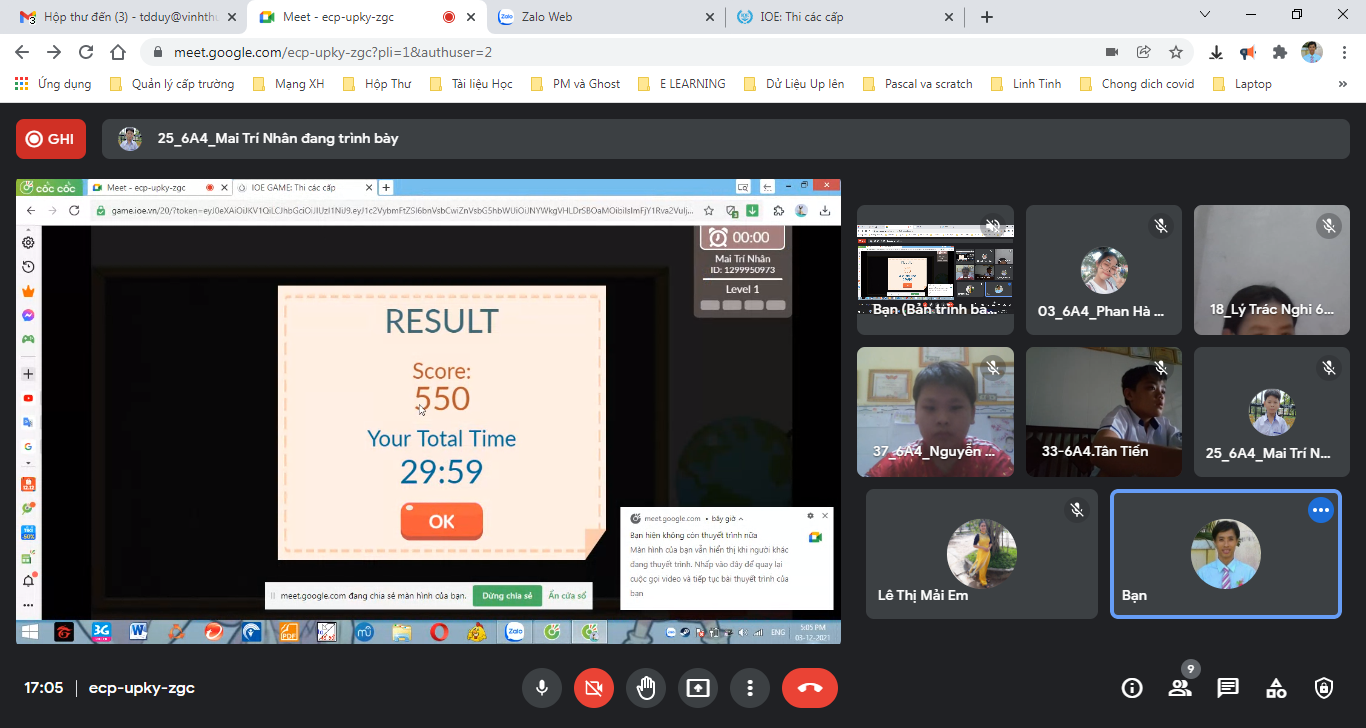 Hộp thư đến (3) - tdduy@vinhth
Meet - ecp-upky-zgc
Zalo Web
IOE: Thi các cấp
meet.google.com/ecp-upky-zgc?pli=1&authuser=2
Ứng dụng
Quản lý cấp trường
Mạng XH
Hộp Thư
Tài liệu Học
PM và Ghost
E LEARNING
Dử Liệu Up lên
Pascal va scratch
Linh Tinh
Chong dich covid
Laptop
GHI
25_6A4_Mai Trí Nhân đang trình bày
cốc cốc
Meet - ecp-upky-zgc
IOE GAME: Thi các cấp
00:00
Mai Trí Nhân
ID: 1299950973
Level 1
RESULT
Score:
550
Your Total Time
29:59
OK
meet.google.com • bây giờ
Bạn hiện không còn thuyết trình nữa
Màn hình của bạn vẫn hiển thị khi người khác
đang thuyết trình. Nhấp vào đây để quay lại
cuộc gọi video và tiếp tục bài thuyết trình của
bạn
meet.google.com đang chia sẻ màn hình của bạn.
Dừng chia sẻ
Ẩn cửa sổ
ENG
5:05 PM
03-12-2021
Bạn (Bản trình bà...
03_6A4_Phan Hà ...
18_Lý Trác Nghi 6...
37_6A4_Nguyễn ...
33-6A4.Tân Tiến
25_6A4_Mai Trí N...
Lê Thị Mải Em
Bạn
17:05
ecp-upky-zgc
9